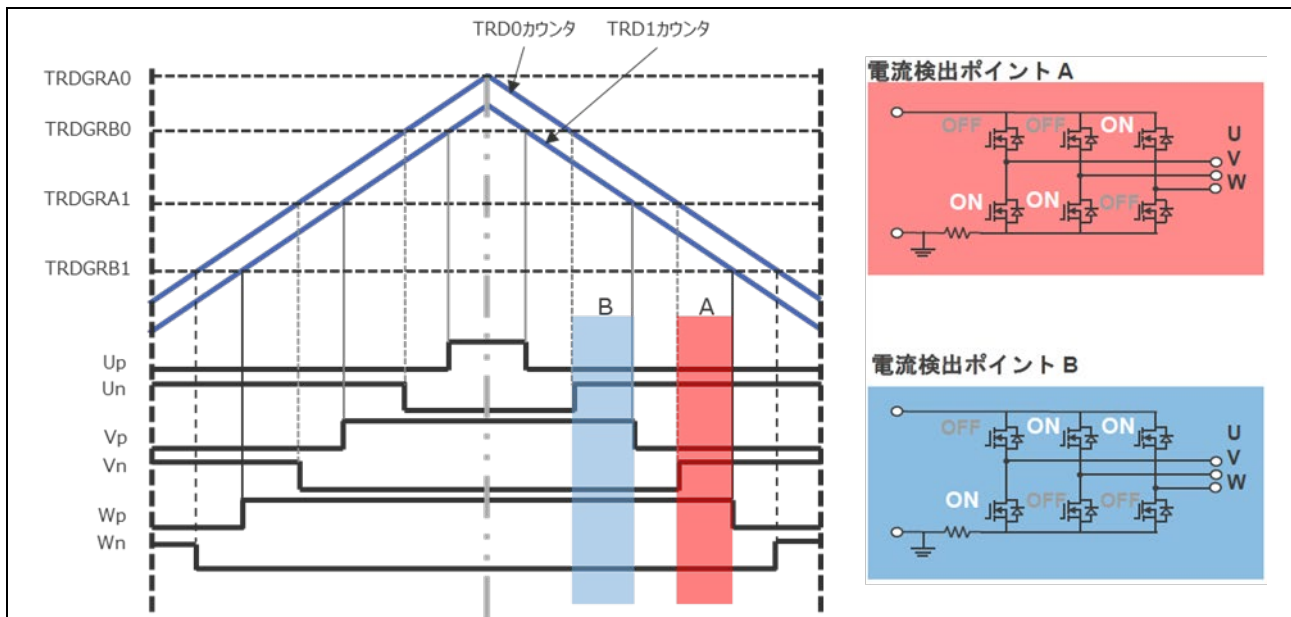 TRD0カウンタ TRD1カウンタ
TRDGRA0
TRDGRB0
TRDGRA1
TRDGRB1
B A
Up
Un
Vp
Vn
Wp
Wn
電流検出ポイント A
OFF OFF ON
U
V
W
ON ON OFF
電流検出ポイント B
OFF ON ON
U
V
W
ON OFF OFF